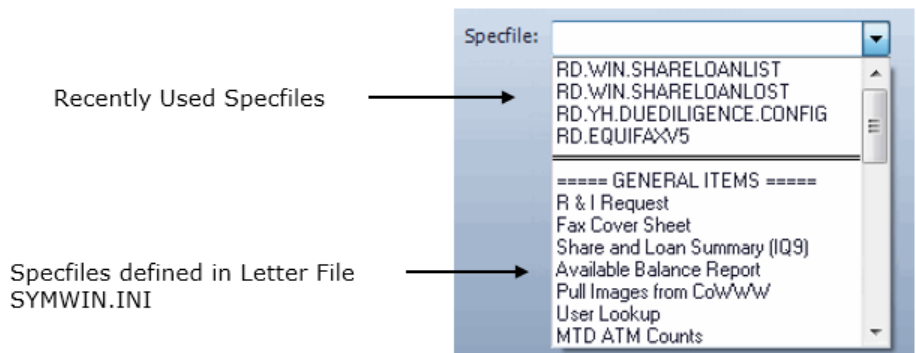 Specfile:
RD.WIN.SHARELOANLIST
RD.WIN.SHARELOANLOST
RD.YH.DUEDILIGENCE.CONFIG
RD.EQUIFAXV5
Recently Used Specfiles
===== GENERAL ITEMS =====
R & I Request
Fax Cover Sheet
Share and Loan Summary (IQ9)
Available Balance Report
Pull Images from CoWWW
User Lookup
MTD ATM Counts
Specfiles defined in Letter File
SYMWIN.INI